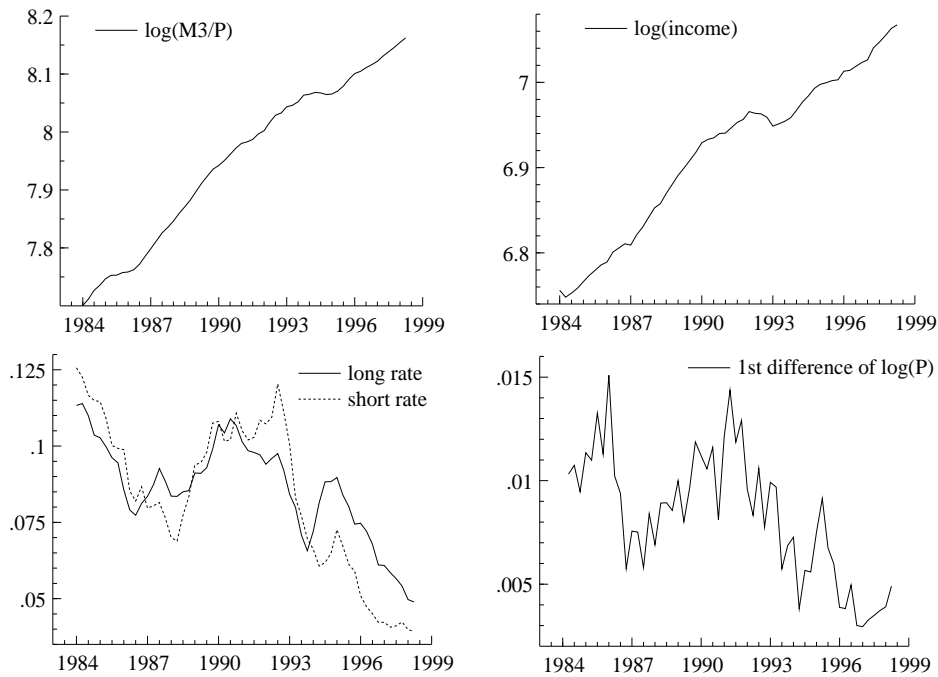 8.2
log(M3/P)
8.1
8
7.9
7.8
1984 1987 1990 1993 1996 1999
log(income)
7
6.9
6.8
1984 1987 1990 1993 1996 1999
.125
long rate
short rate
.1
.075
.05
1984 1987 1990 1993 1996 1999
.015
1st difference of log(P)
.010
.005
1984 1987 1990 1993 1996 1999